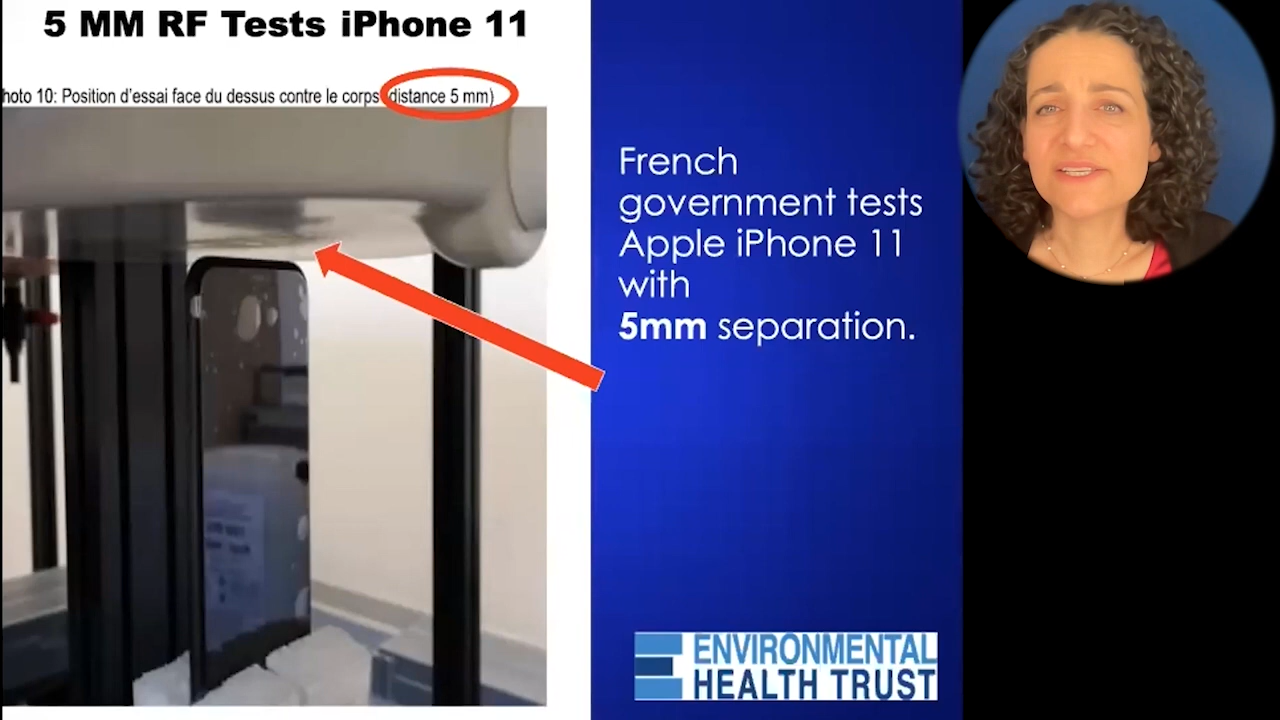 5 MM RF Tests iPhone 11
hoto 10: Position d'essai face du dessus contre le corps (distance 5 mm)
French
government tests
Apple iPhone 11
with
5mm separation.
ENVIRONMENTAL
HEALTH TRUST